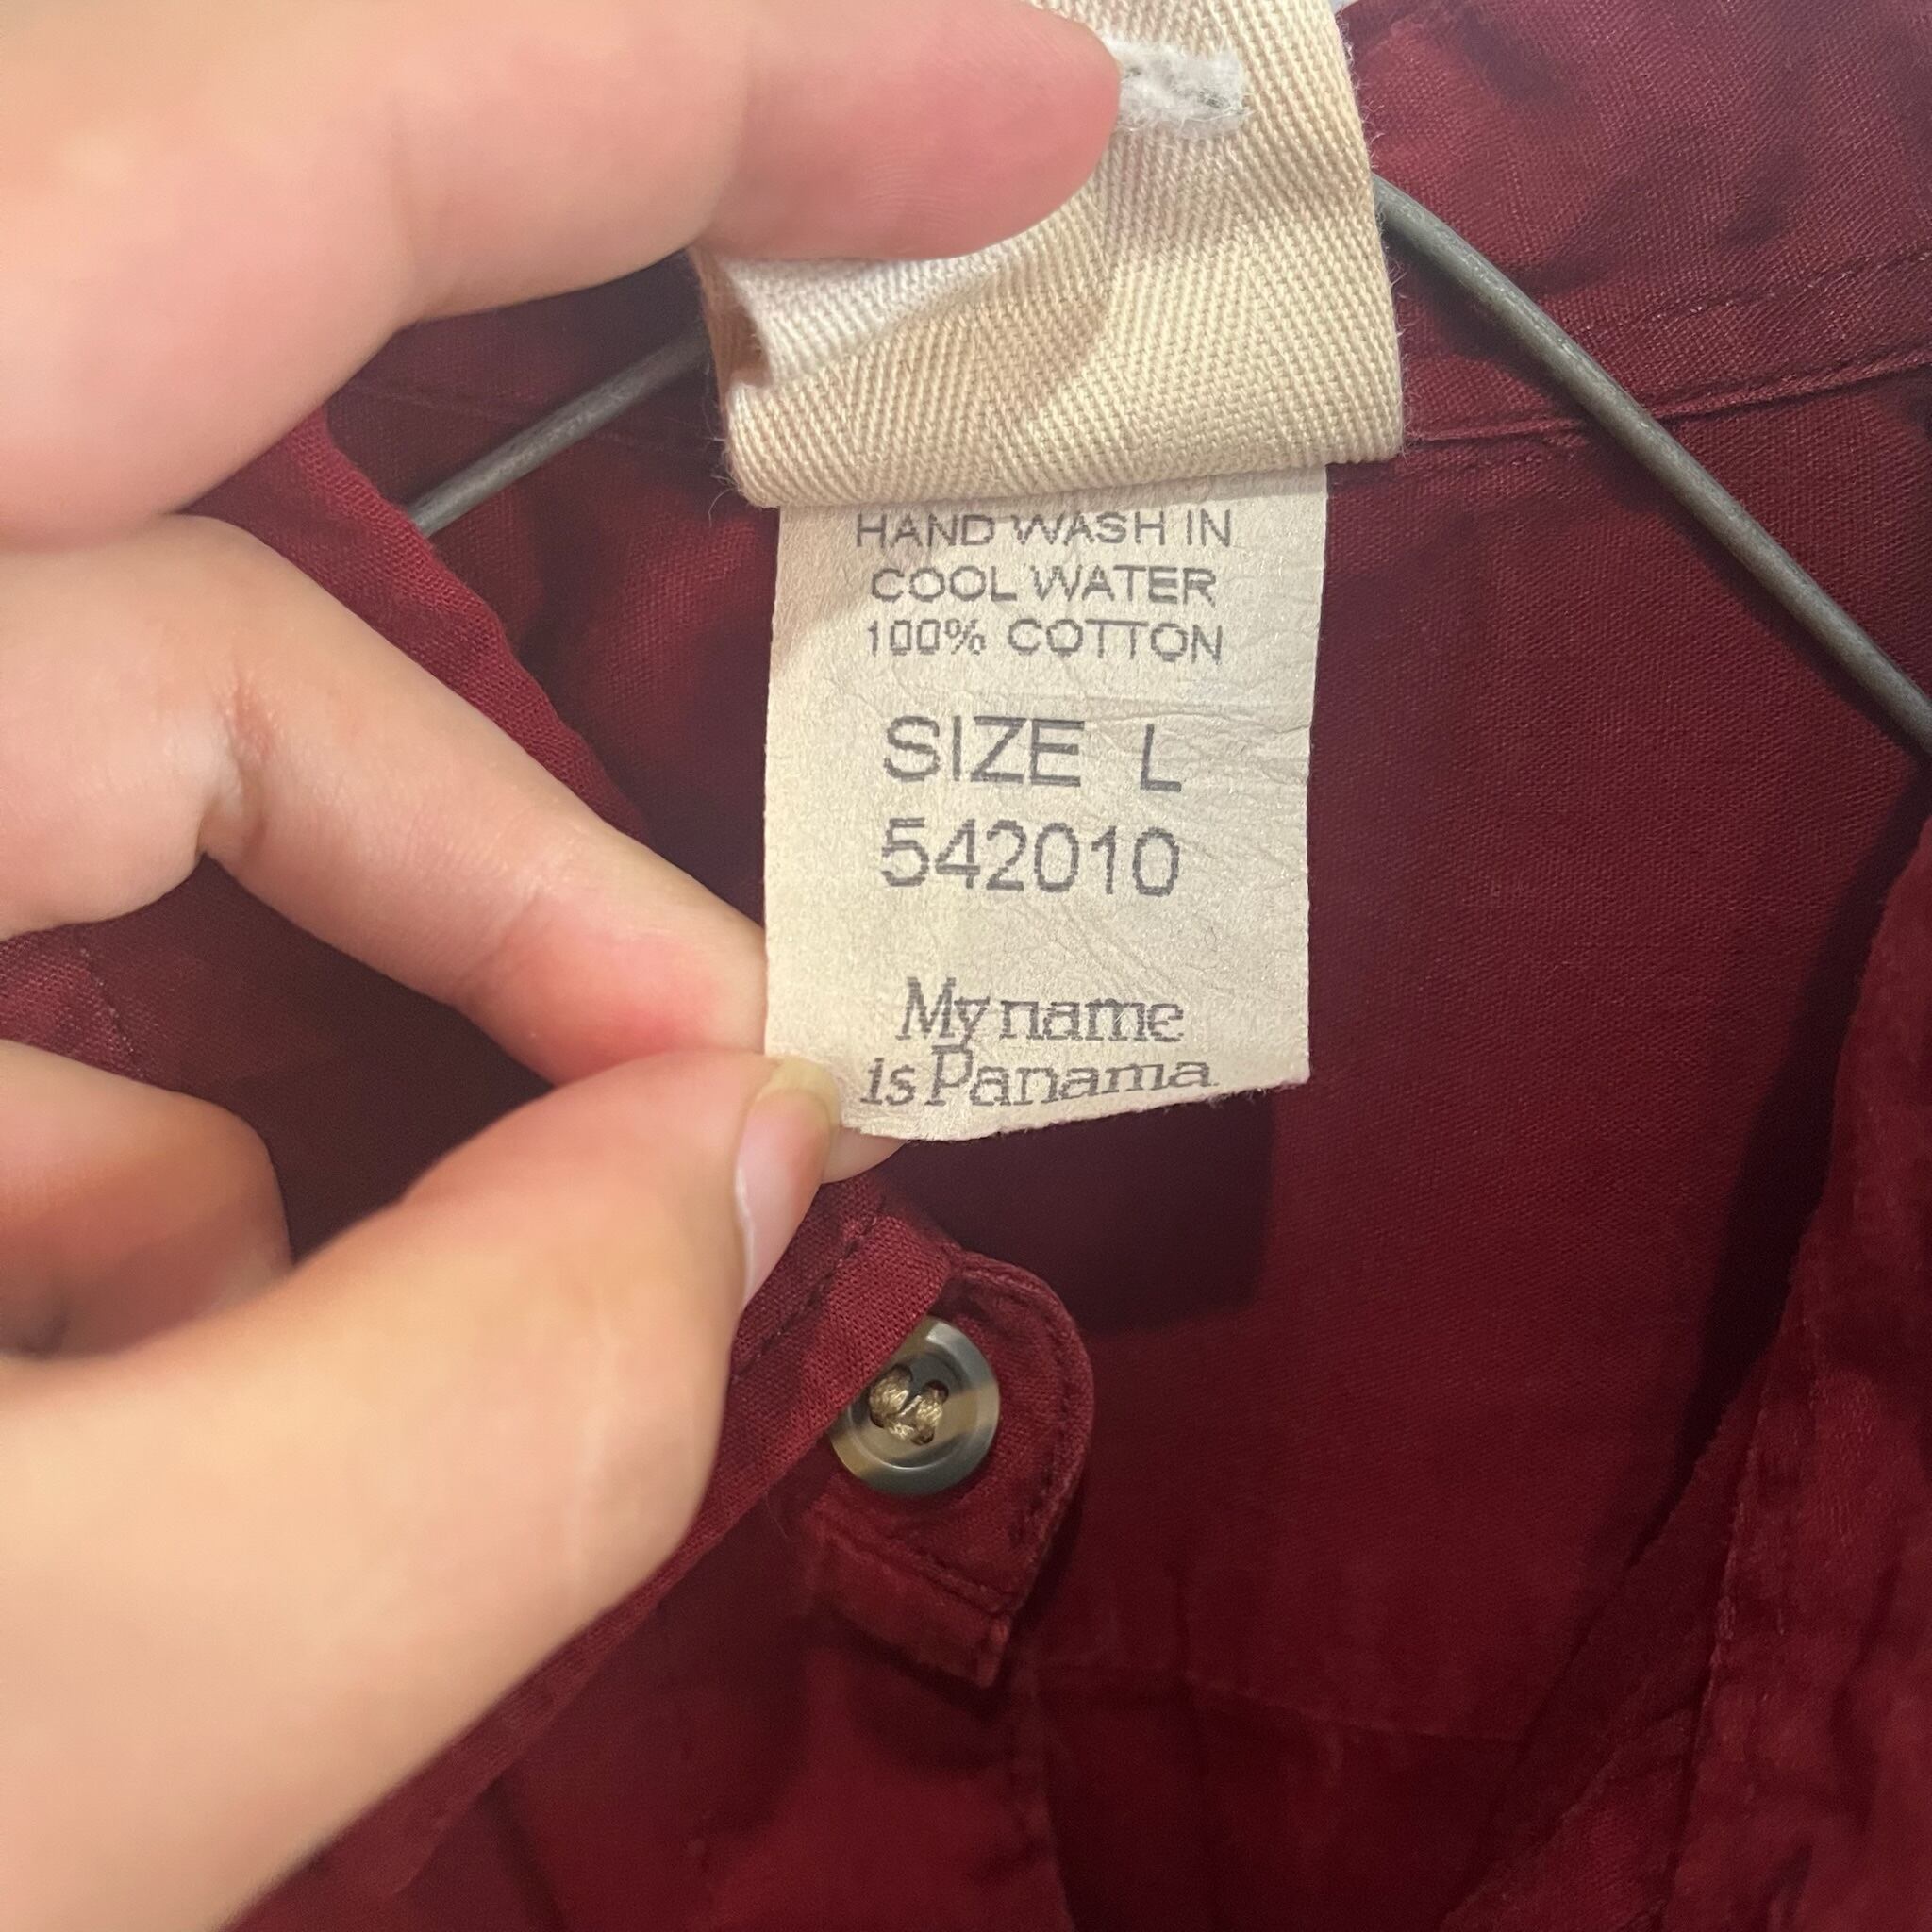 HAND WASH IN
COOL WATER
100% COTTON
SIZE L
542010
My name
is Panama